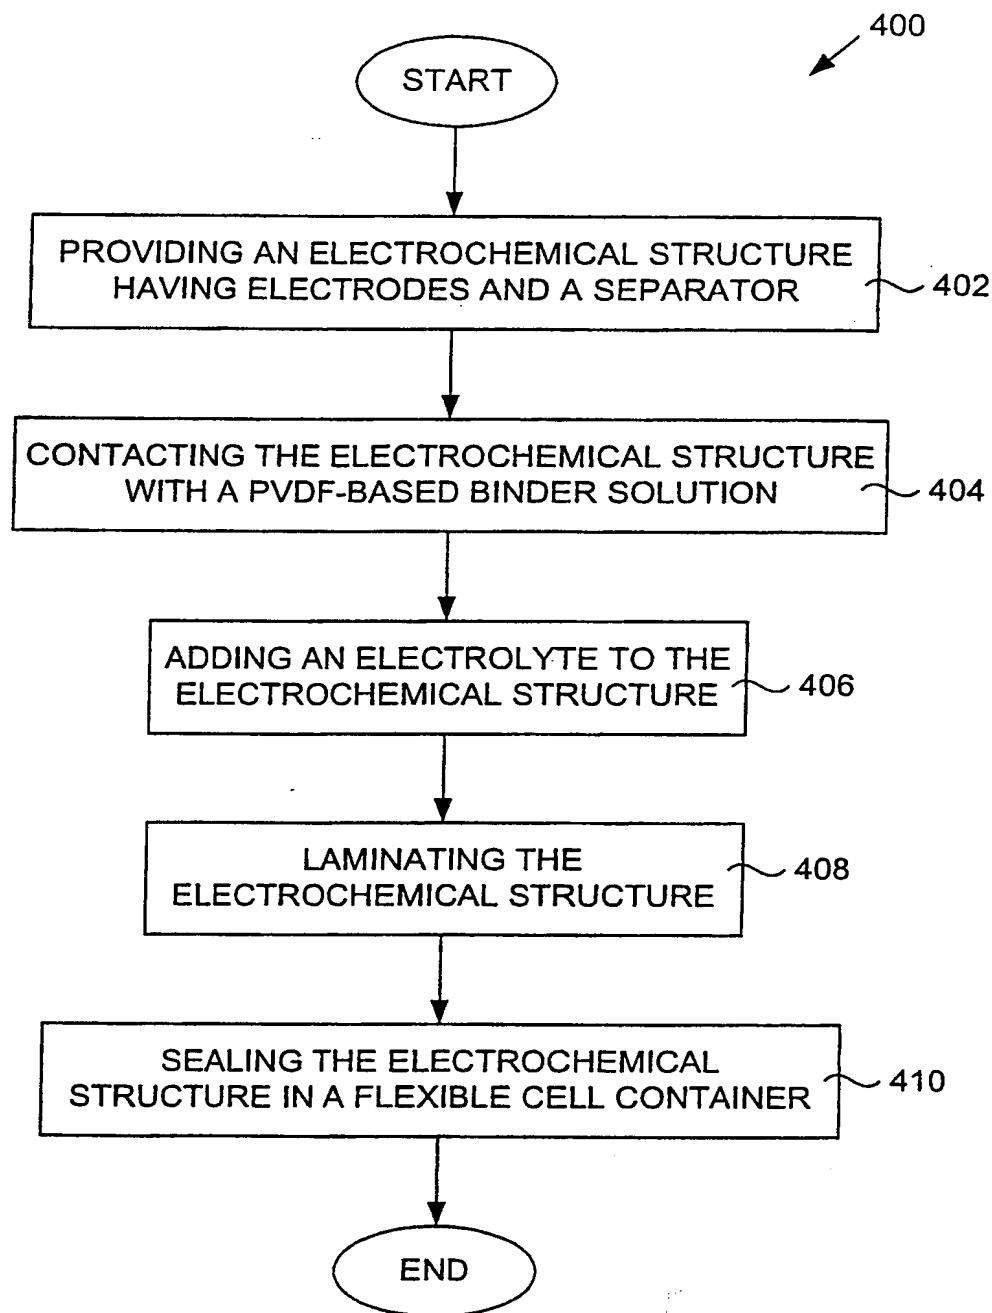 400
START
PROVIDING AN ELECTROCHEMICAL STRUCTURE
HAVING ELECTRODES AND A SEPARATOR
402
CONTACTING THE ELECTROCHEMICAL STRUCTURE
WITH A PVDF-BASED BINDER SOLUTION
404
ADDING AN ELECTROLYTE TO THE
ELECTROCHEMICAL STRUCTURE
406
LAMINATING THE
ELECTROCHEMICAL STRUCTURE
408
SEALING THE ELECTROCHEMICAL
STRUCTURE IN A FLEXIBLE CELL CONTAINER
410
END